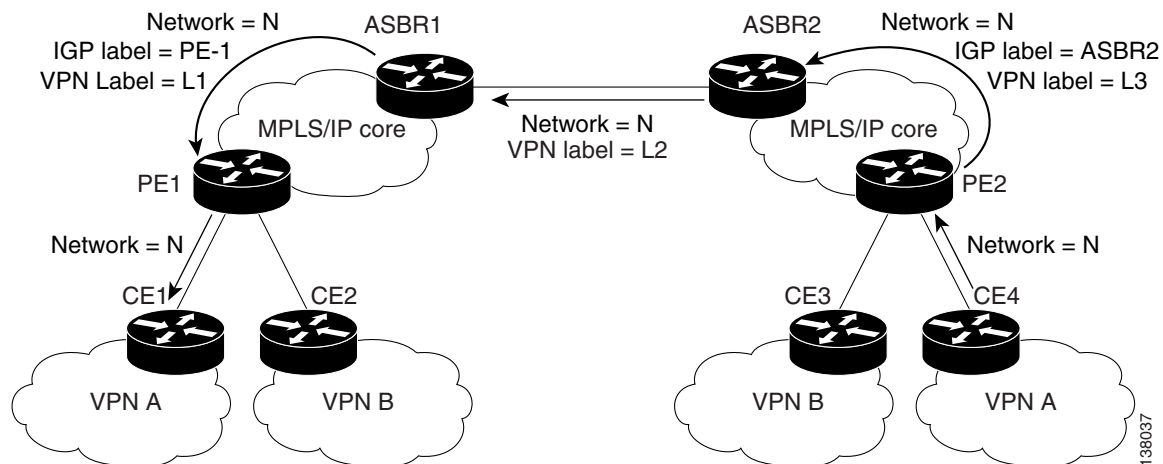 Network = N
IGP label = PE-1
VPN Label = L1
ASBR1
ASBR2
Network = N
IGP label = ASBR2
VPN label = L3
MPLS/IP core
Network = N
VPN label = L2
MPLS/IP core
PE1
PE2
Network = N
Network = N
CE1
CE2
CE3
CE4
VPN A
VPN B
VPN B
VPN A
138037